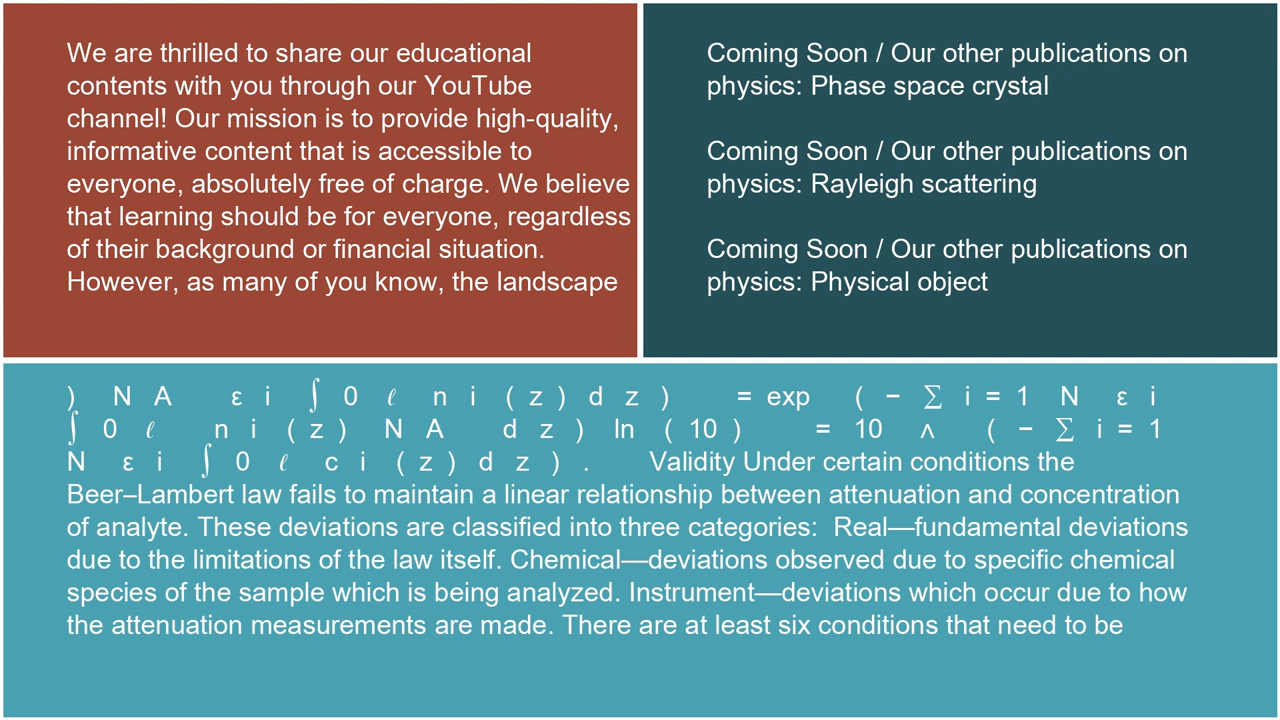 We are thrilled to share our educational
contents with you through our YouTube
channel! Our mission is to provide high-quality,
informative content that is accessible to
everyone, absolutely free of charge. We believe
that learning should be for everyone, regardless
of their background or financial situation.
However, as many of you know, the landscape
Coming Soon / Our other publications on
physics: Phase space crystal
Coming Soon / Our other publications on
physics: Rayleigh scattering
Coming Soon / Our other publications on
physics: Physical object
) N A ε i ∫ 0 ℓ n i ( z ) d z ) = exp ( − ∑ i = 1 N ε i
∫ 0 ℓ n i ( z ) N A d z ) ln ( 10 ) = 10 ∧ ( − ∑ i = 1
N ε i ∫ 0 ℓ c i ( z ) d z ) . Validity Under certain conditions the
Beer–Lambert law fails to maintain a linear relationship between attenuation and concentration
of analyte. These deviations are classified into three categories: Real—fundamental deviations
due to the limitations of the law itself. Chemical—deviations observed due to specific chemical
species of the sample which is being analyzed. Instrument—deviations which occur due to how
the attenuation measurements are made. There are at least six conditions that need to be